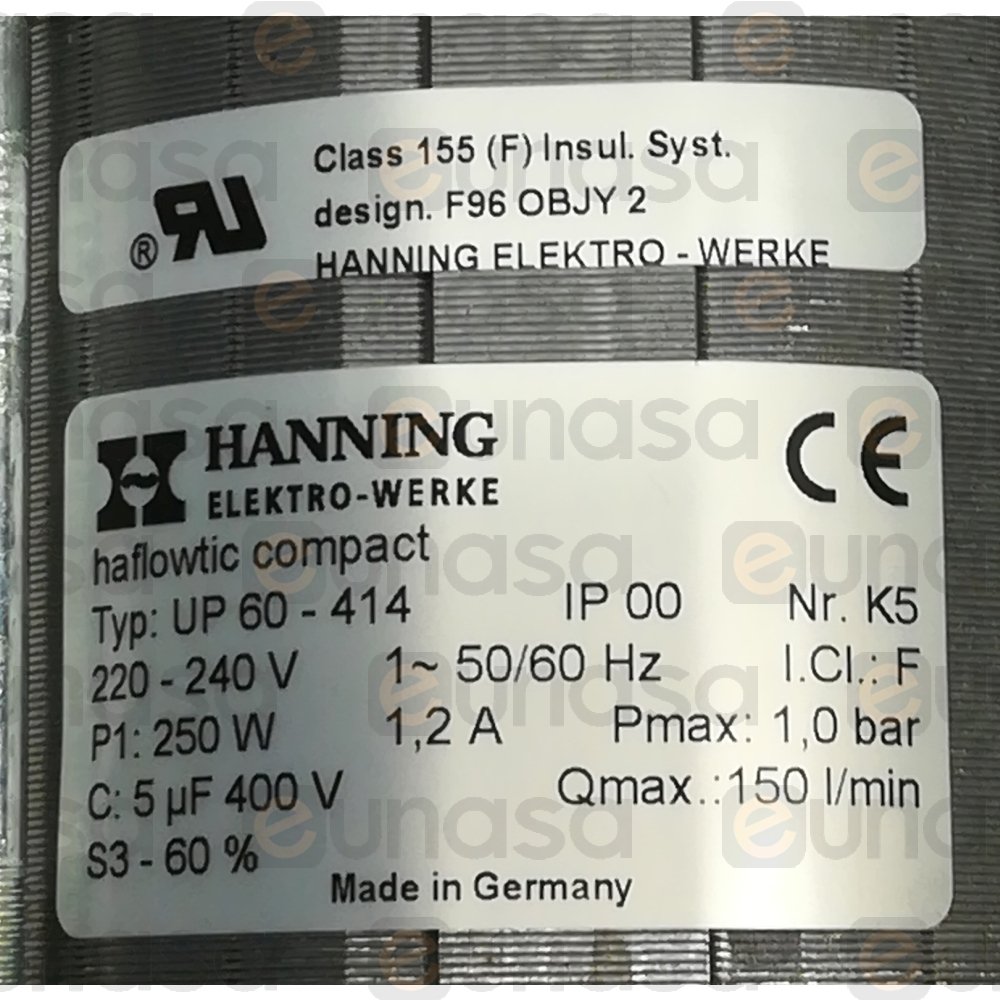 Class 155 (F) Insul. Syst.
design. F96 OBJY 2
HANNING ELEKTRO - WERKE
®
HANNING
ELEKTRO-WERKE
CE
haflowtic compact
Typ: UP 60 - 414 IP 00 Nr. K5
220 - 240 V 1~ 50/60 Hz I.Cl.: F
P1: 250 W 1,2 A Pmax: 1,0 bar
C: 5 µF 400 V Qmax.:150 l/min
S3 - 60 %
Made in Germany
eunasa